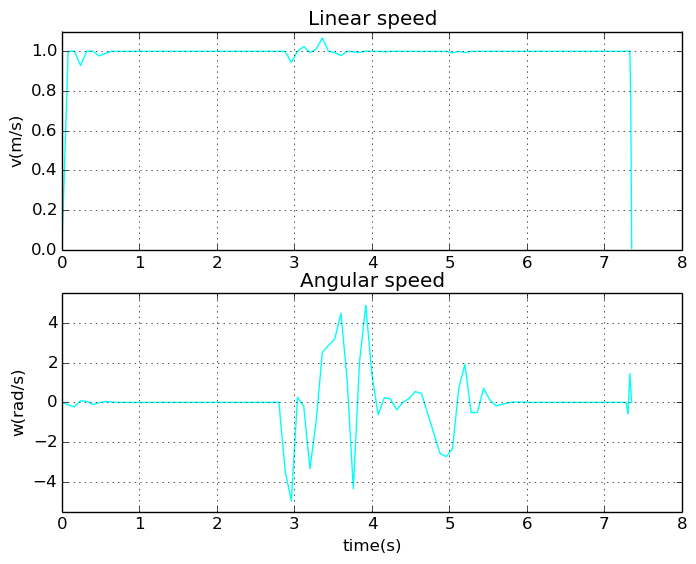 Linear speed
1.0
0.8
0.6
0.4
0.2
0.0
v(m/s)
0 1 2 3 4 5 6 7 8
Angular speed
4
2
0
−2
−4
w(rad/s)
0 1 2 3 4 5 6 7 8
time(s)